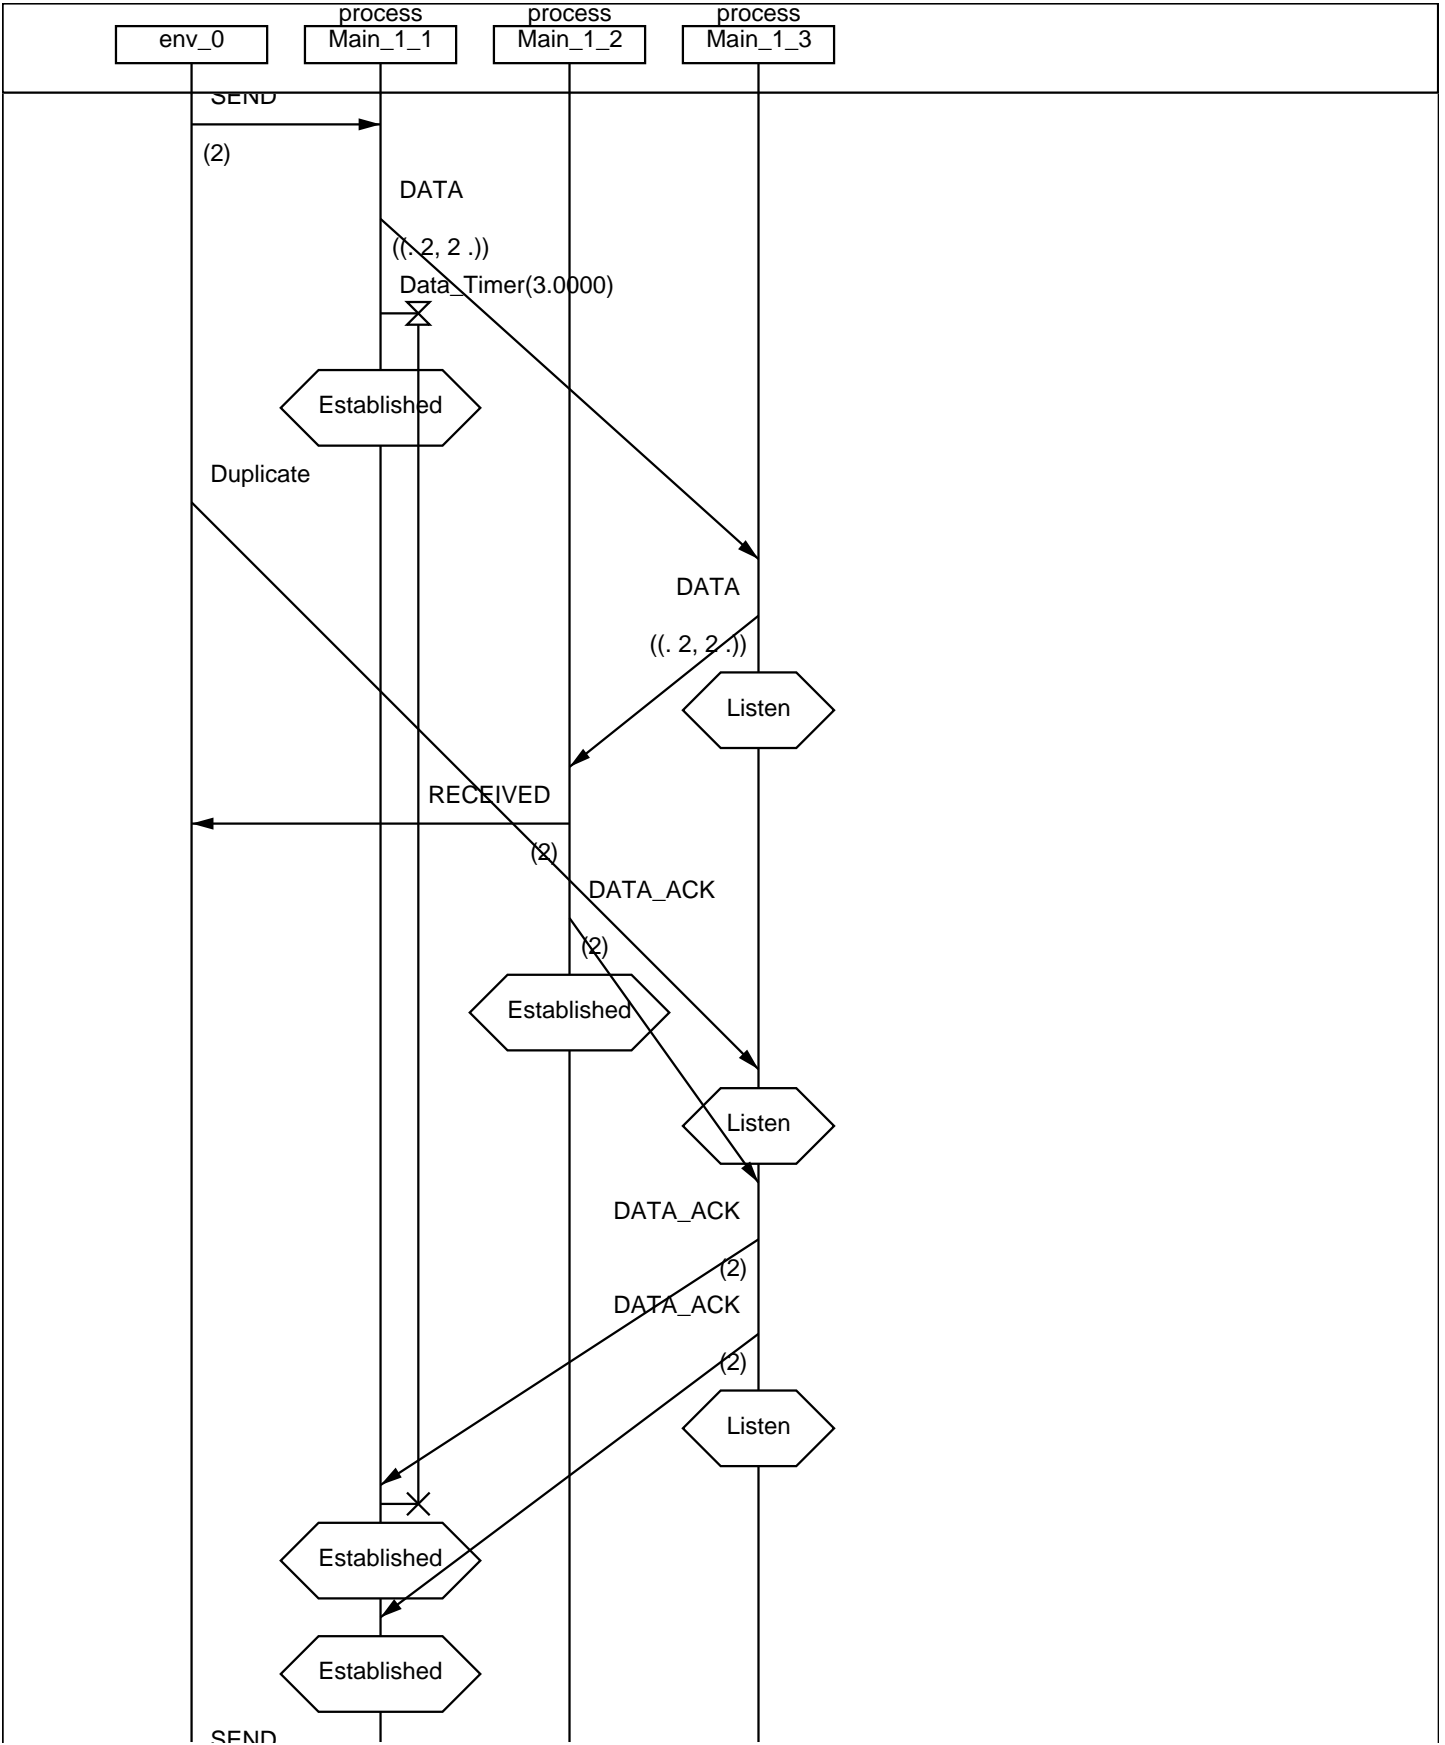 process
process
process
env_0
Main_1_1
Main_1_2
Main_1_3
SEND
(2)
DATA
((. 2, 2 .))
Data_Timer(3.0000)
Established
Duplicate
DATA
((. 2, 2 .))
Listen
RECEIVED
(2)
DATA_ACK
(2)
Established
Listen
DATA_ACK
(2)
DATA_ACK
(2)
Listen
Established
Established
SEND